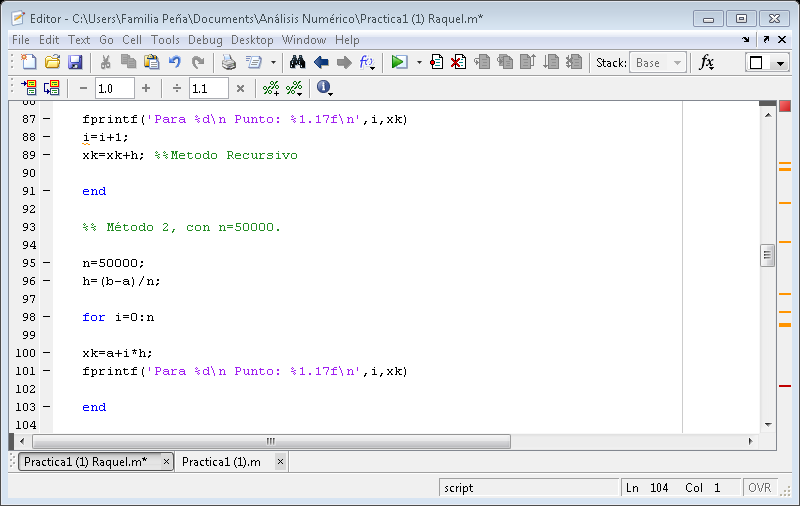 Editor - C:\Users\Familia Peña\Documents\Análisis Numérico\Practica1 (1) Raquel.m*
File Edit Text Go Cell Tools Debug Desktop Window Help
Stack: Base fx
− 1.0 + ÷ 1.1 ×
87 − fprintf('Para %d\n Punto: %1.17f\n',i,xk)
88 − i=i+1;
89 − xk=xk+h; %%Metodo Recursivo
90
91 − end
92
93 %% Método 2, con n=50000.
94
95 − n=50000;
96 − h=(b-a)/n;
97
98 − for i=0:n
99
100 − xk=a+i*h;
101 − fprintf('Para %d\n Punto: %1.17f\n',i,xk)
102
103 − end
104
Practica1 (1) Raquel.m* × Practica1 (1).m ×
script Ln 104 Col 1 OVR